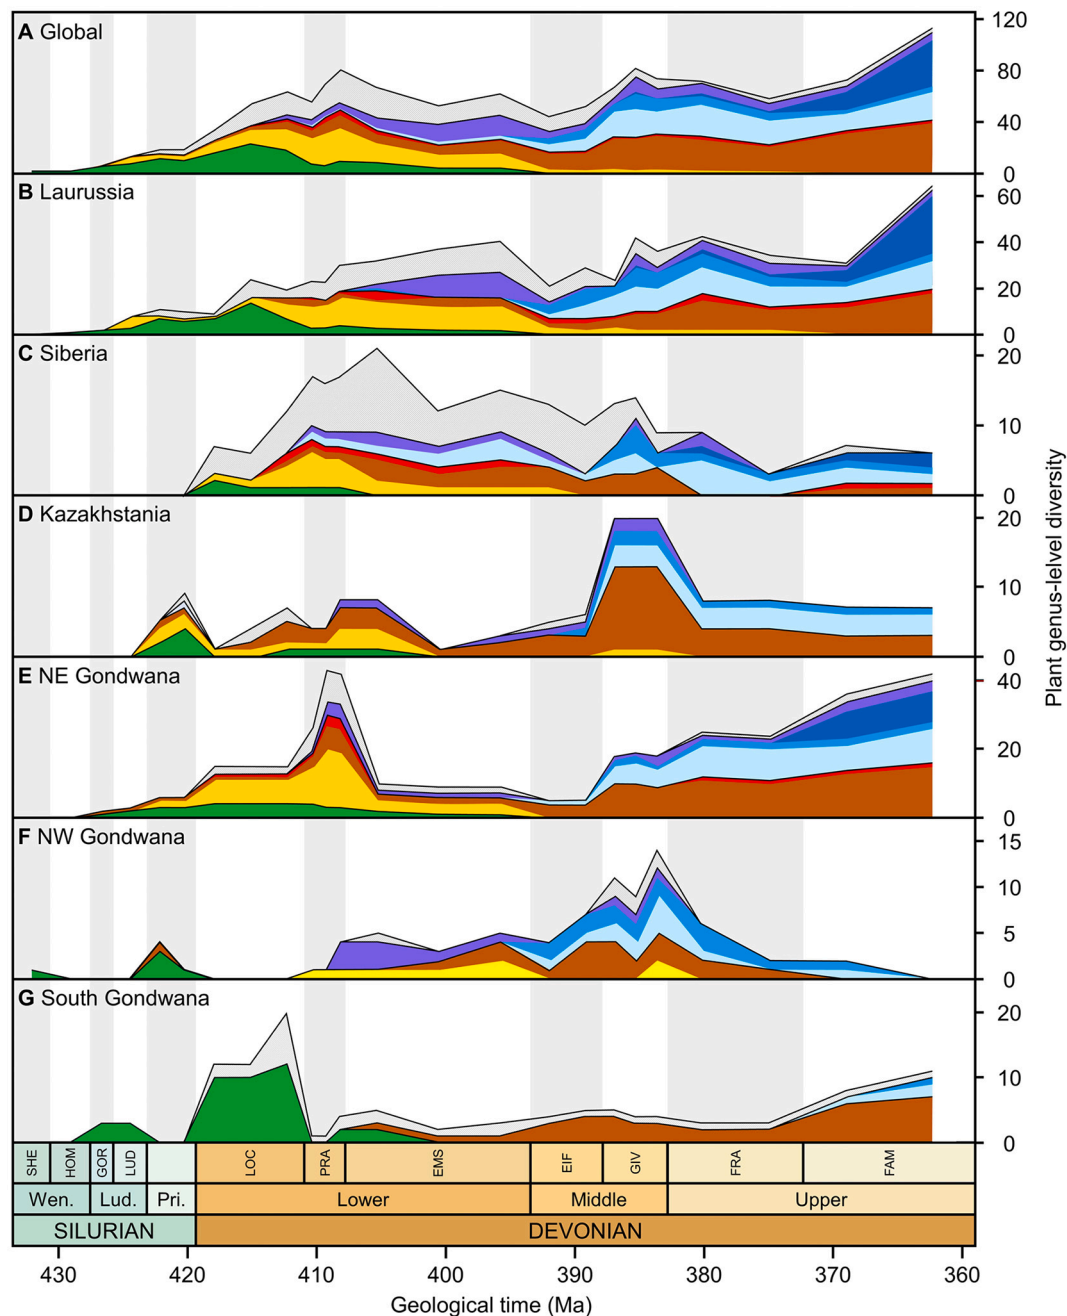 A Global
120
80
40
0
B Laurussia
60
40
20
0
C Siberia
20
10
0
D Kazakhstania
20
10
0
E NE Gondwana
40
20
0
F NW Gondwana
15
10
5
0
G South Gondwana
20
10
0
Plant genus-lelvel diversity
SHE HOM GOR LUD LOC PRA EMS EIF GIV FRA FAM
Wen. Lud. Pri. Lower Middle Upper
SILURIAN DEVONIAN
430 420 410 400 390 380 370 360
Geological time (Ma)